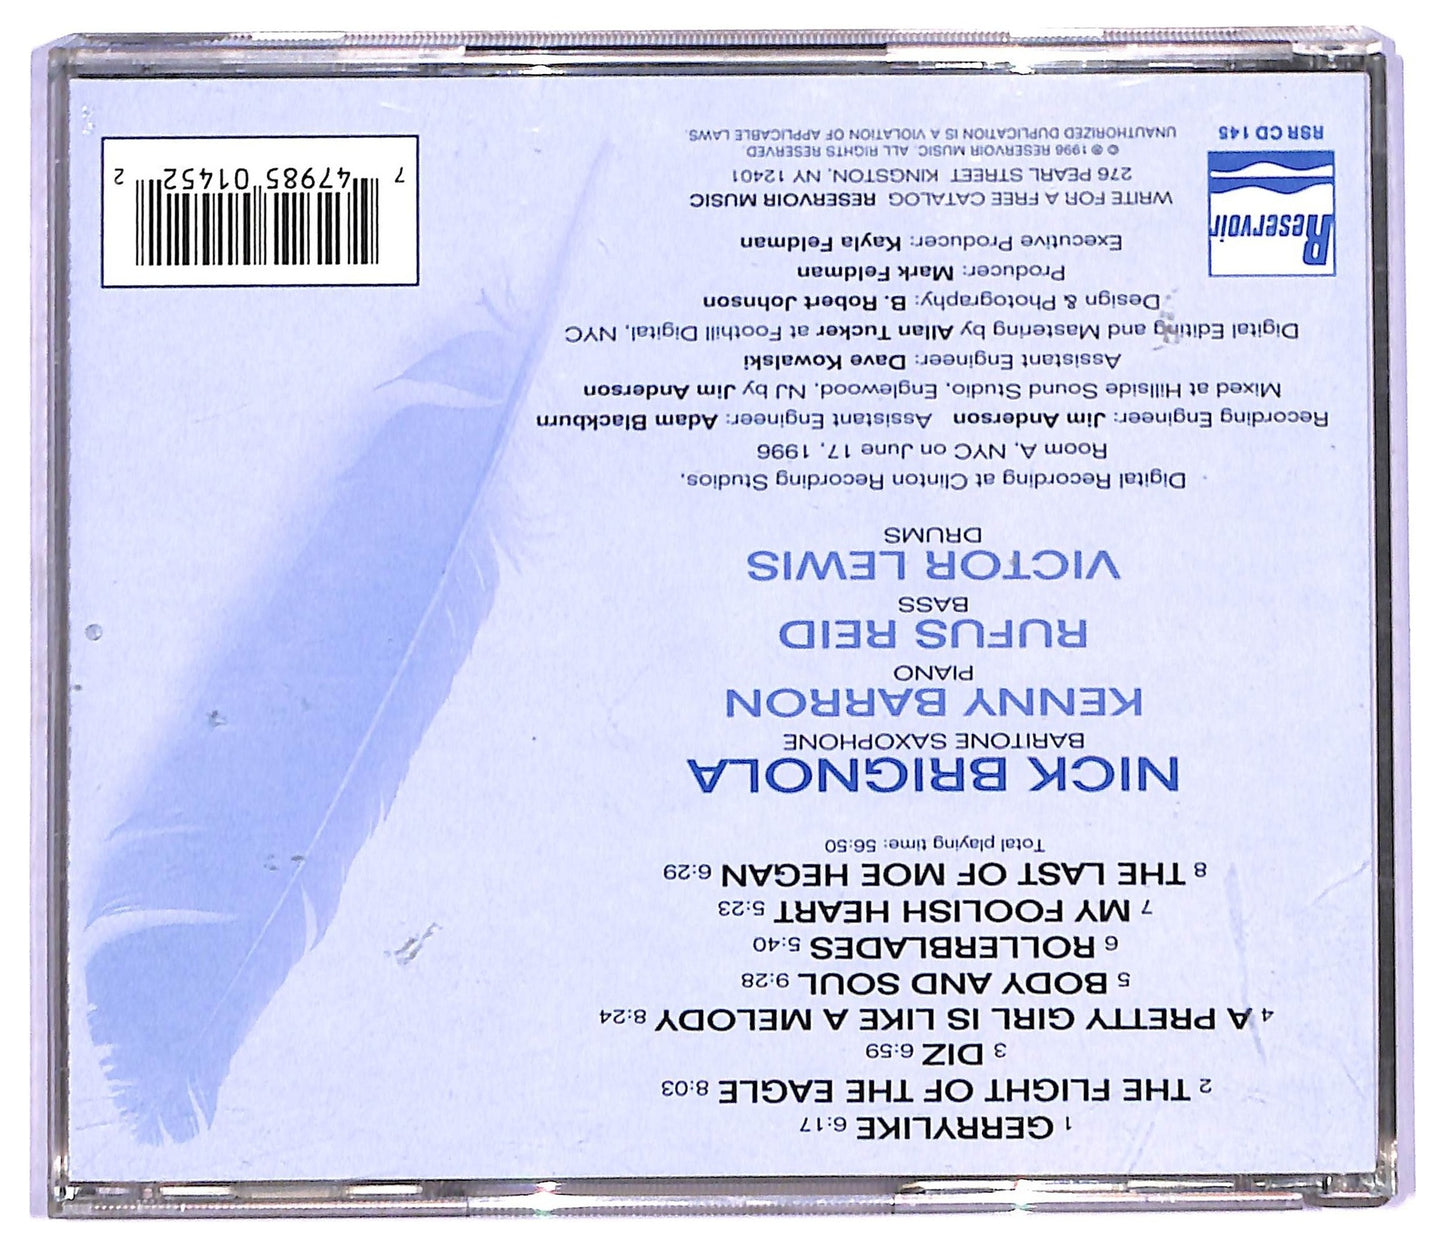 1 GERRYLIKE 6:17
2 THE FLIGHT OF THE EAGLE 8:03
3 DIZ 6:59
4 A PRETTY GIRL IS LIKE A MELODY 8:24
5 BODY AND SOUL 9:28
6 ROLLERBLADES 5:40
7 MY FOOLISH HEART 5:23
8 THE LAST OF MOE HEGAN 6:29
Total playing time: 56:50
NICK BRIGNOLA
BARITONE SAXOPHONE
KENNY BARRON
PIANO
RUFUS REID
BASS
VICTOR LEWIS
DRUMS
Digital Recording at Clinton Recording Studios,
Room A, NYC on June 17, 1996
Recording Engineer: Jim Anderson Assistant Engineer: Adam Blackburn
Mixed at Hillside Sound Studio, Englewood, NJ by Jim Anderson
Assistant Engineer: Dave Kowalski
Digital Editing and Mastering by Allan Tucker at Foothill Digital, NYC
Design & Photography: B. Robert Johnson
Producer: Mark Feldman
Executive Producer: Kayla Feldman
WRITE FOR A FREE CATALOG RESERVOIR MUSIC
276 PEARL STREET KINGSTON, NY 12401
© ℗ 1996 RESERVOIR MUSIC. ALL RIGHTS RESERVED
UNAUTHORIZED DUPLICATION IS A VIOLATION OF APPLICABLE LAWS.
Reservoir
RSR CD 145
7 47985 01452 2